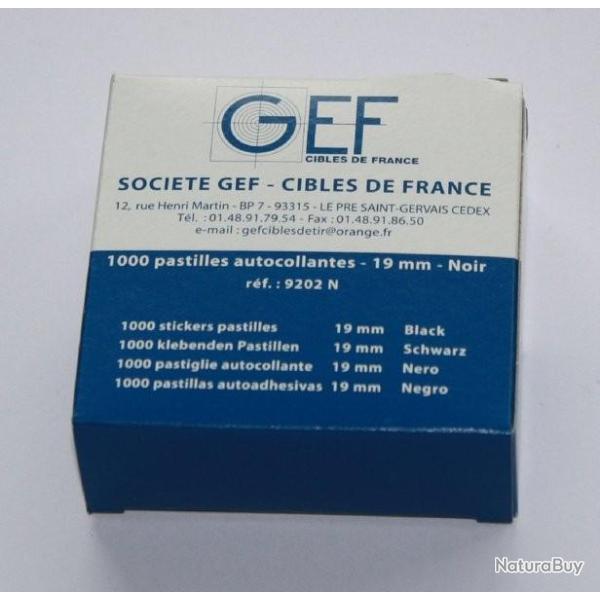 GEF
CIBLES DE FRANCE
SOCIETE GEF - CIBLES DE FRANCE
12, rue Henri Martin - BP 7 - 93315 - LE PRE SAINT-GERVAIS CEDEX
Tél. : 01.48.91.79.54 - Fax : 01.48.91.86.50
e-mail : gefciblesdetir@orange.fr
1000 pastilles autocollantes - 19 mm - Noir
réf. : 9202 N
1000 stickers pastilles 19 mm Black
1000 klebenden Pastillen 19 mm Schwarz
1000 pastiglie autocollante 19 mm Nero
1000 pastillas autoadhesivas 19 mm Negro
NaturaBuy